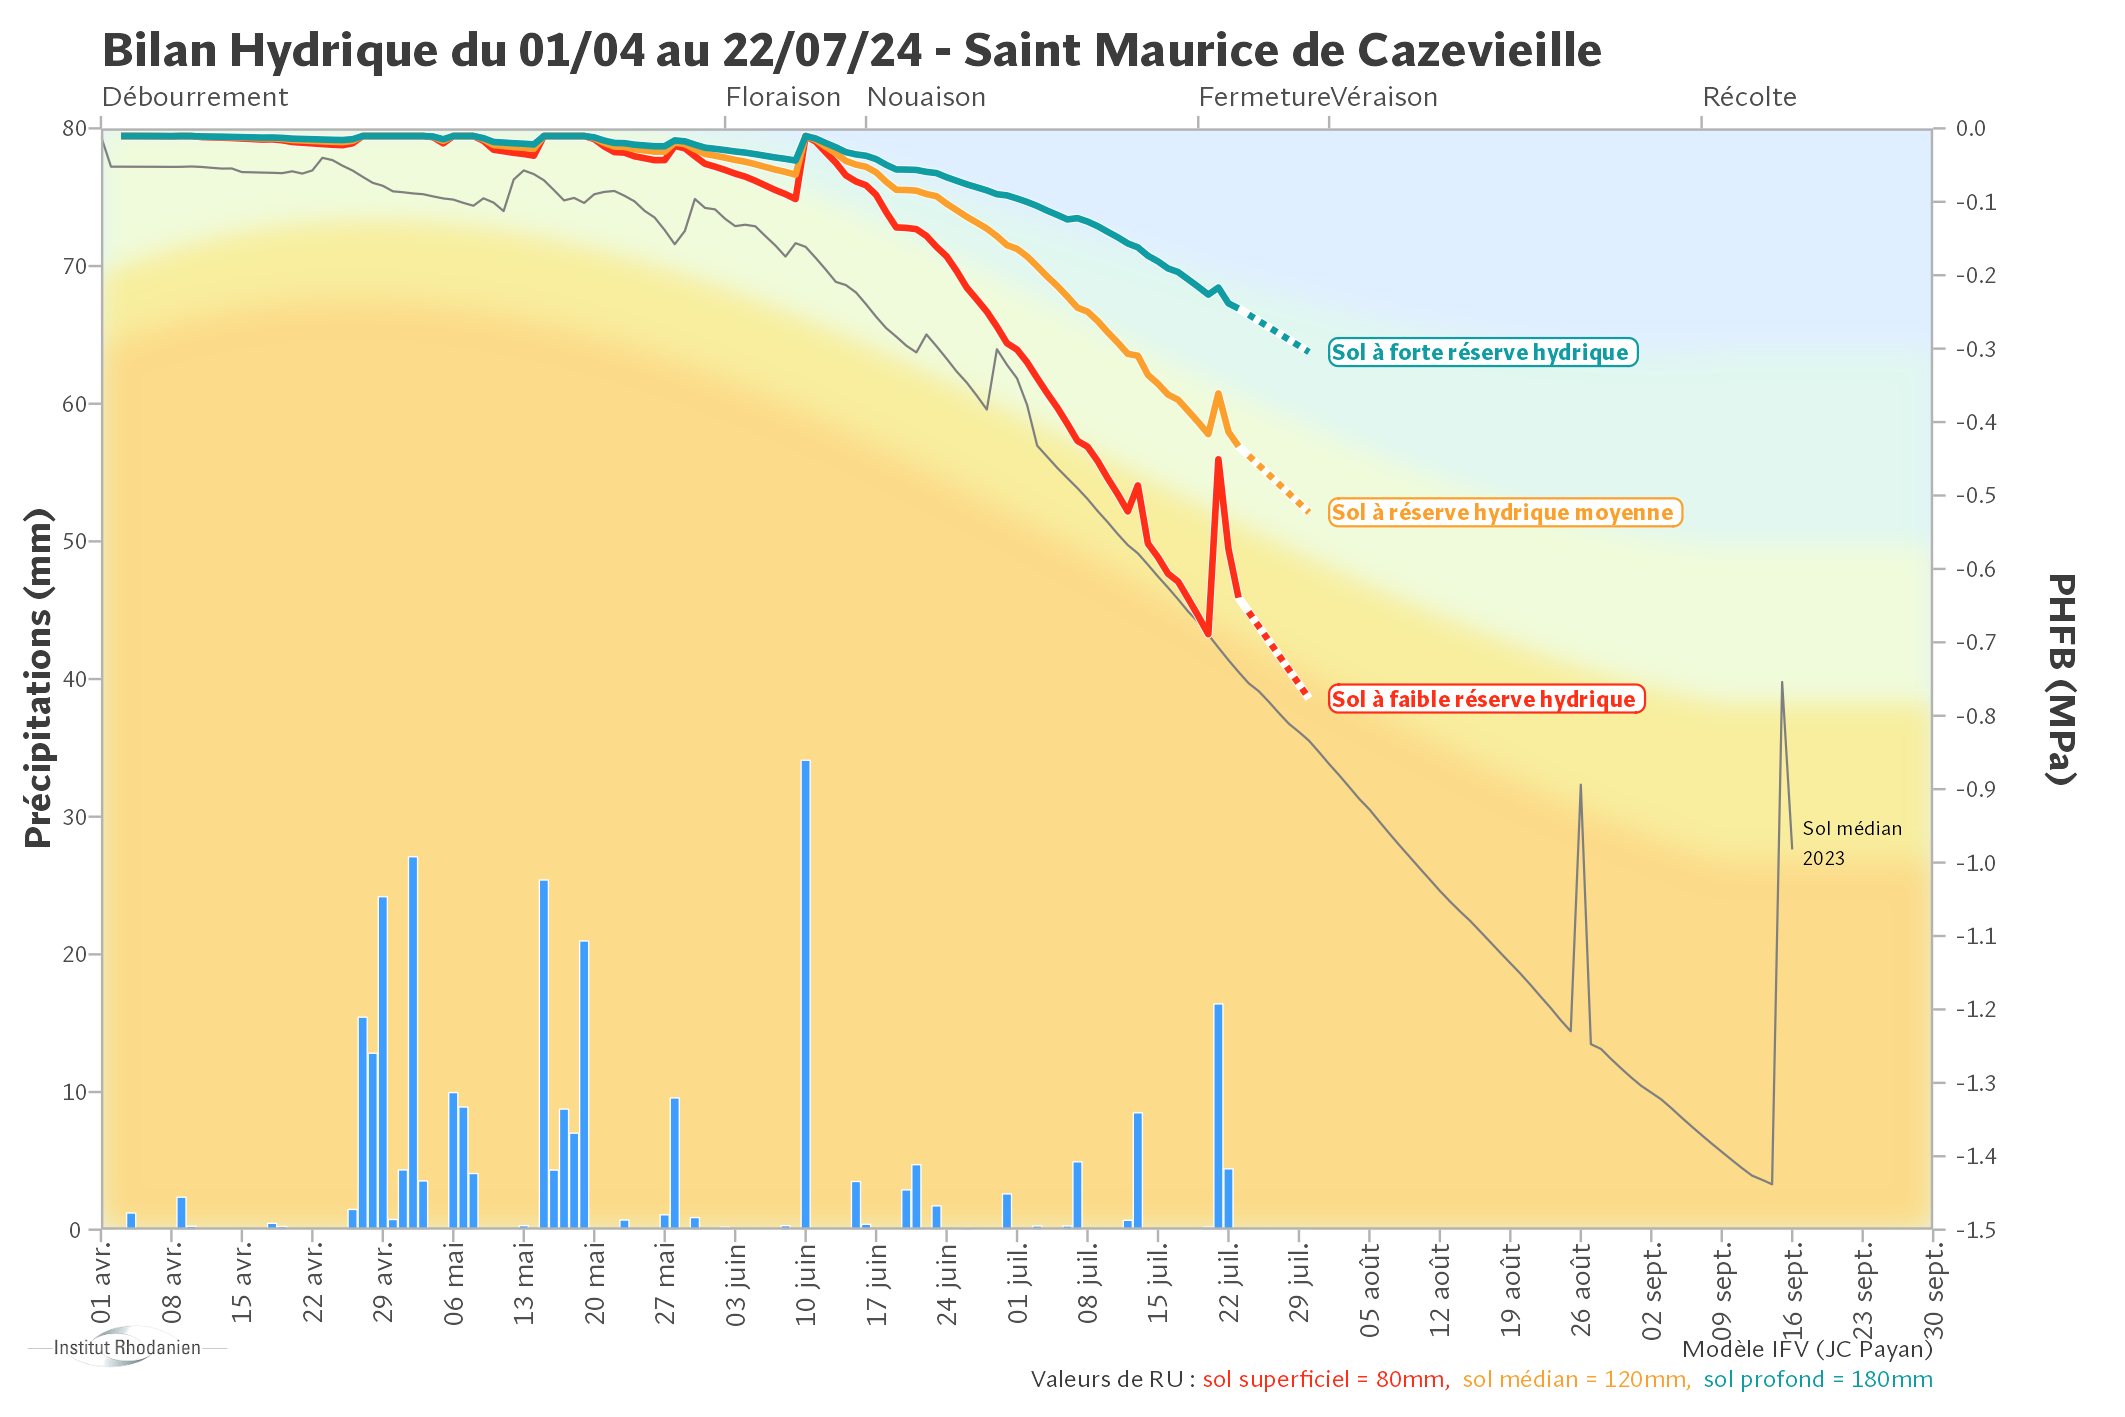 Bilan Hydrique du 01/04 au 22/07/24 - Saint Maurice de Cazevieille
Débourrement Floraison Nouaison Fermeture Véraison Récolte
Précipitations (mm)
80
70
60
50
40
30
20
10
0
0.0
-0.1
-0.2
-0.3
-0.4
-0.5
-0.6
-0.7
-0.8
-0.9
-1.0
-1.1
-1.2
-1.3
-1.4
-1.5
PHFB (MPa)
Sol à forte réserve hydrique
Sol à réserve hydrique moyenne
Sol à faible réserve hydrique
Sol médian
2023
01 avr.
08 avr.
15 avr.
22 avr.
29 avr.
06 mai
13 mai
20 mai
27 mai
03 juin
10 juin
17 juin
24 juin
01 juil.
08 juil.
15 juil.
22 juil.
29 juil.
05 août
12 août
19 août
26 août
02 sept.
09 sept.
16 sept.
23 sept.
30 sept.
Institut Rhodanien
Modèle IFV (JC Payan)
Valeurs de RU : sol superficiel = 80mm, sol médian = 120mm, sol profond = 180mm